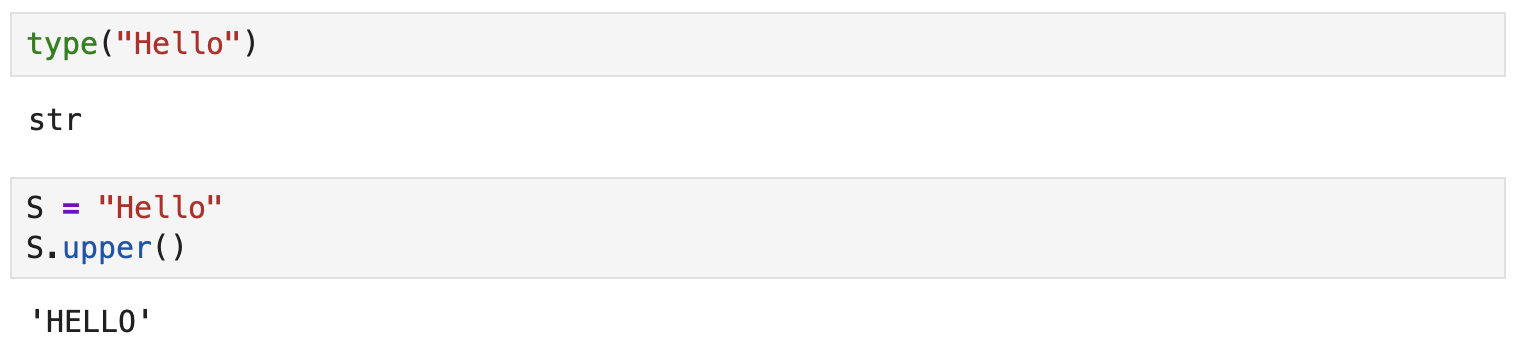 type("Hello")
str
S = "Hello"
S.upper()
'HELLO'